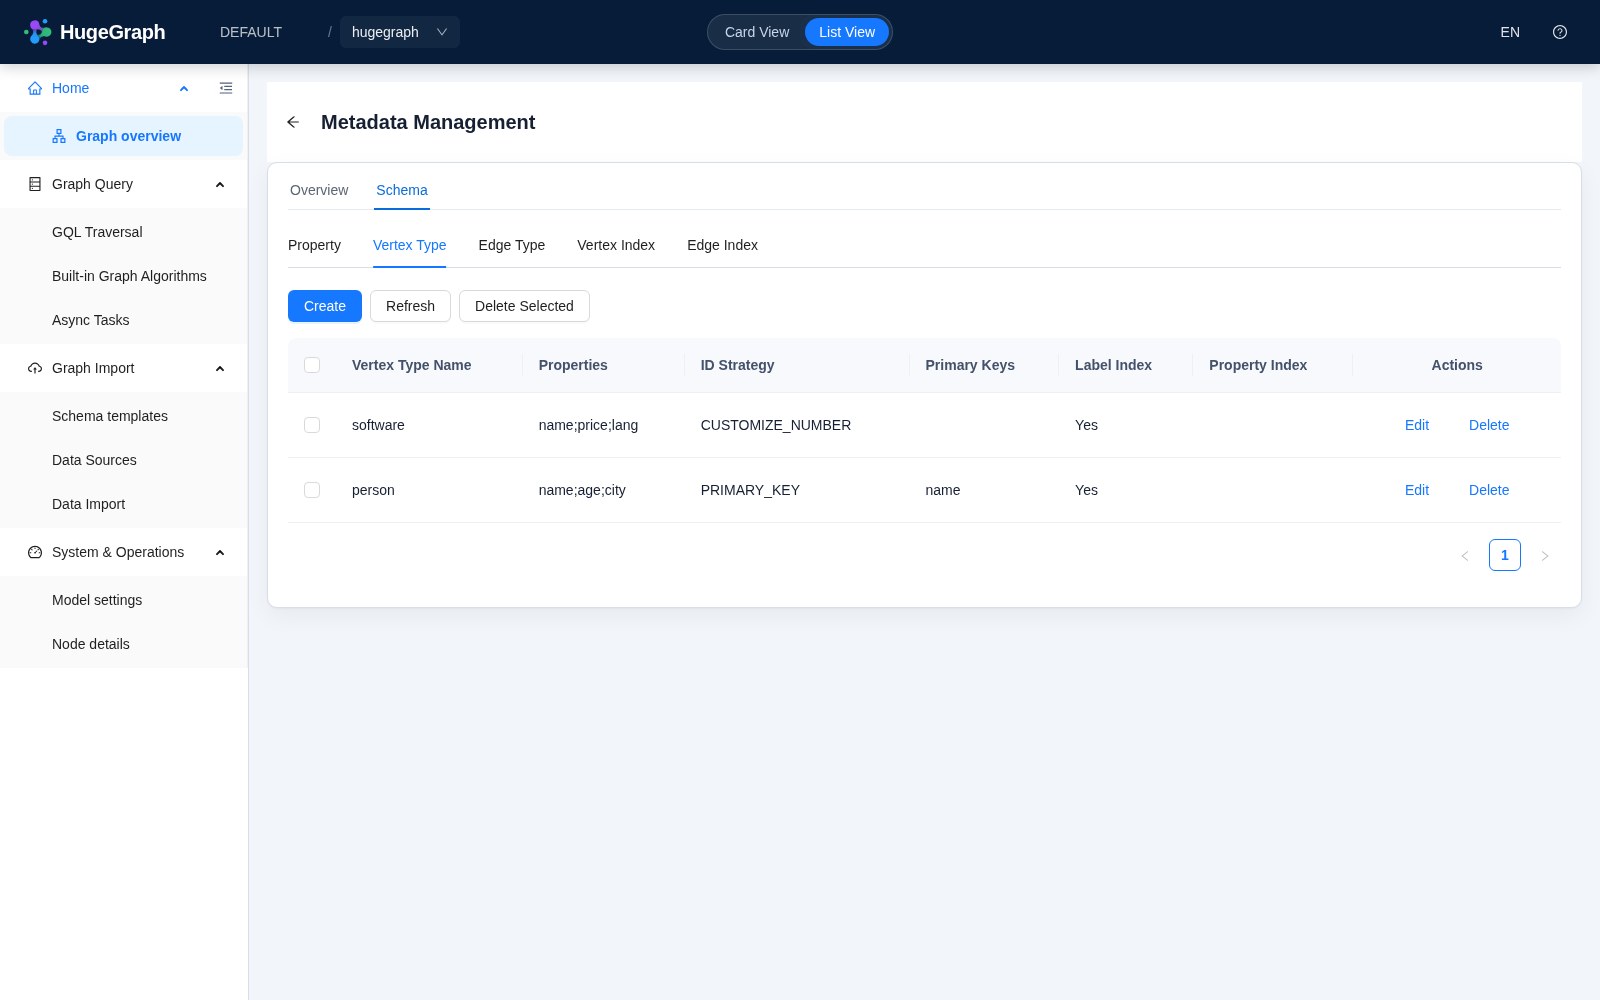 HugeGraph
DEFAULT / hugegraph
Card View
List View
EN
Home
Graph overview
Graph Query
GQL Traversal
Built-in Graph Algorithms
Async Tasks
Graph Import
Schema templates
Data Sources
Data Import
System & Operations
Model settings
Node details
Metadata Management
Overview Schema
Property Vertex Type Edge Type Vertex Index Edge Index
Create Refresh Delete Selected
Vertex Type Name Properties ID Strategy Primary Keys Label Index Property Index Actions
software name;price;lang CUSTOMIZE_NUMBER Yes Edit Delete
person name;age;city PRIMARY_KEY name Yes Edit Delete
1